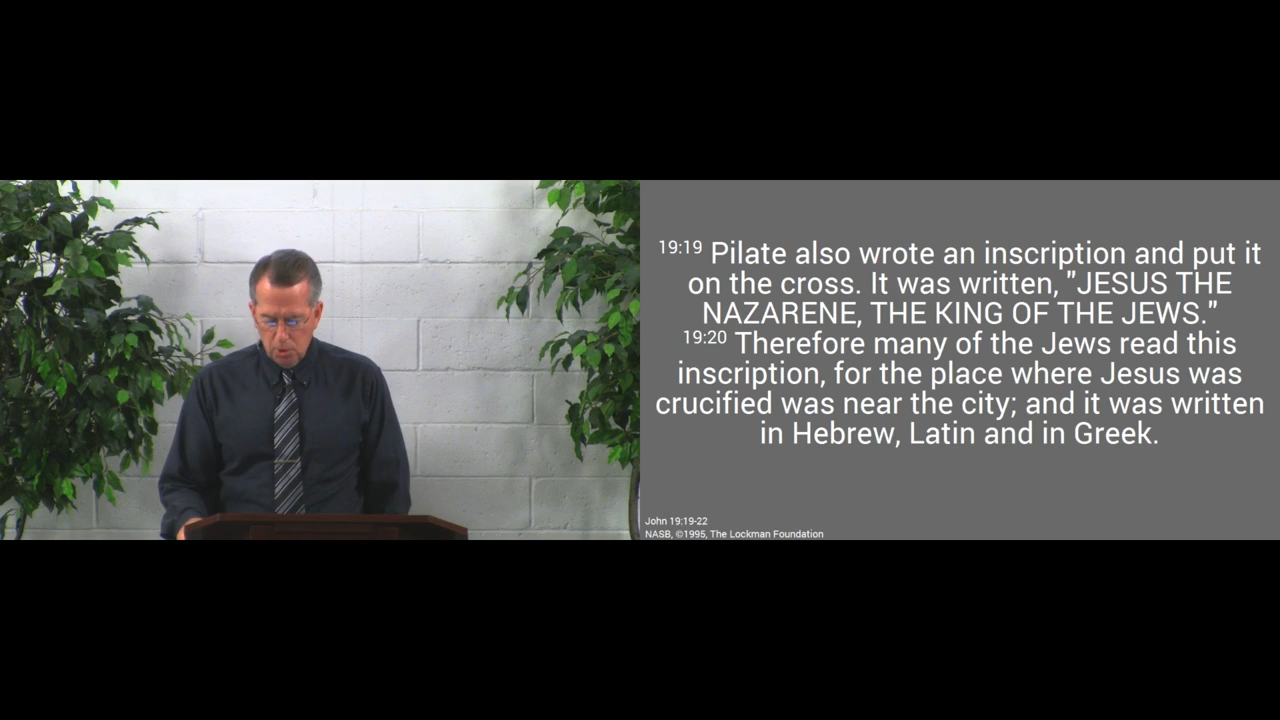 19:19 Pilate also wrote an inscription and put it
on the cross. It was written, "JESUS THE
NAZARENE, THE KING OF THE JEWS."
19:20 Therefore many of the Jews read this
inscription, for the place where Jesus was
crucified was near the city; and it was written
in Hebrew, Latin and in Greek.
John 19:19-22
NASB, ©1995, The Lockman Foundation